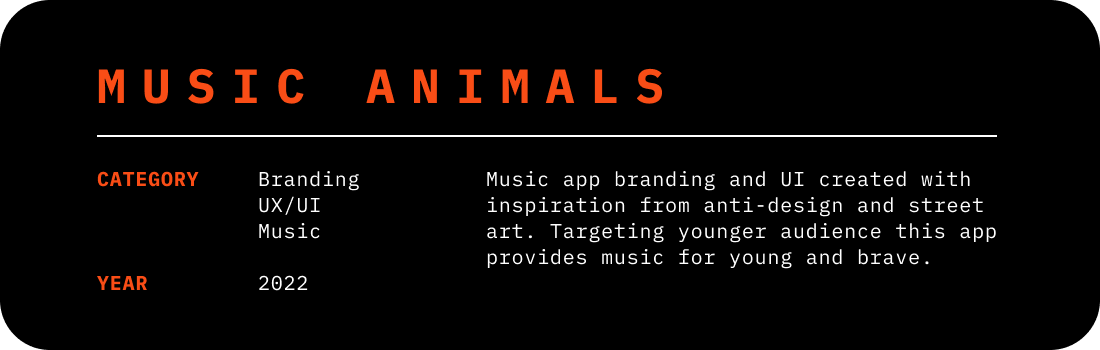 MUSIC ANIMALS
CATEGORY
Branding
UX/UI
Music
YEAR
2022
Music app branding and UI created with
inspiration from anti-design and street
art. Targeting younger audience this app
provides music for young and brave.